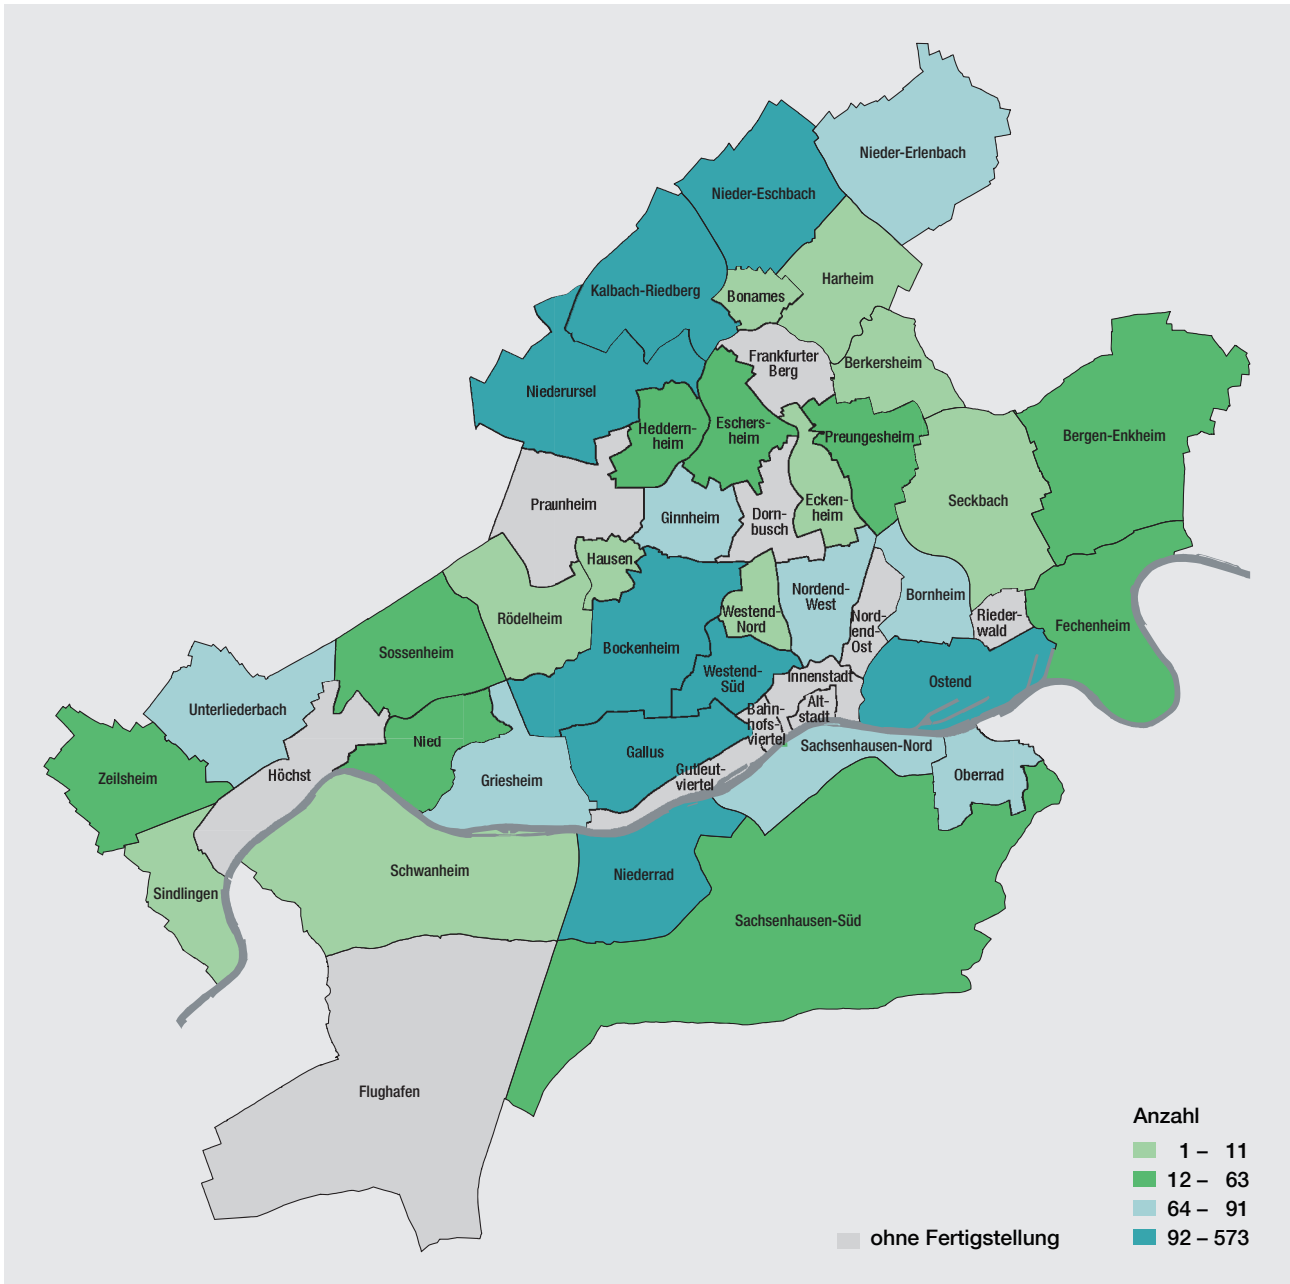 Nieder-Erlenbach
Nieder-Eschbach
Harheim
Kalbach-Riedberg
Bonames
Frankfurter
Berg
Berkersheim
Niederursel
Heddern-
heim
Eschers-
heim
Preungesheim
Bergen-Enkheim
Praunheim
Ginnheim
Dorn-
busch
Ecken-
heim
Seckbach
Hausen
Rödelheim
Westend-
Nord
Nordend-
West
Bornheim
Nord-
end-
Ost
Rieder-
wald
Fechenheim
Sossenheim
Bockenheim
Westend-
Süd
Innenstadt
Ostend
Unterliederbach
Alt-
stadt
Bahn-
hofs-
viertel
Nied
Gallus
Sachsenhausen-Nord
Zeilsheim
Höchst
Griesheim
Gutleut-
viertel
Oberrad
Sindlingen
Schwanheim
Niederrad
Sachsenhausen-Süd
Flughafen
Anzahl
1 – 11
12 – 63
64 – 91
92 – 573
ohne Fertigstellung